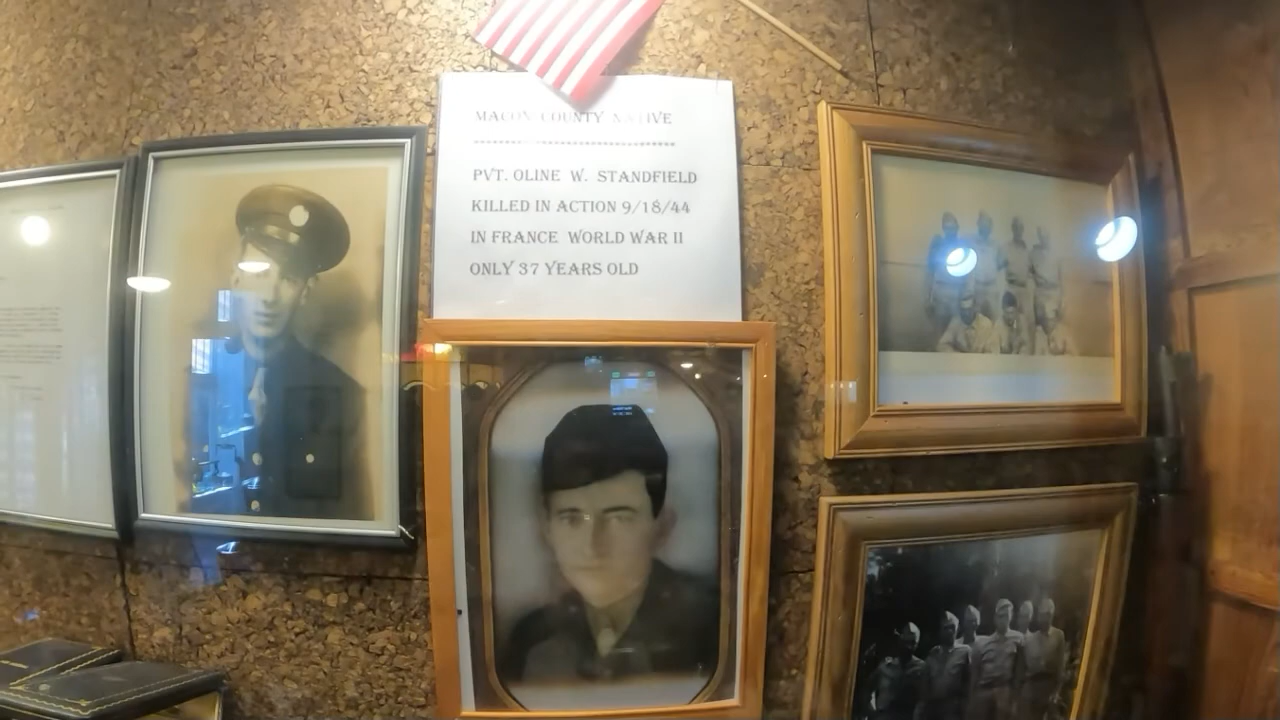 MACON COUNTY NATIVE
PVT. OLINE W. STANDFIELD
KILLED IN ACTION 9/18/44
IN FRANCE WORLD WAR II
ONLY 37 YEARS OLD